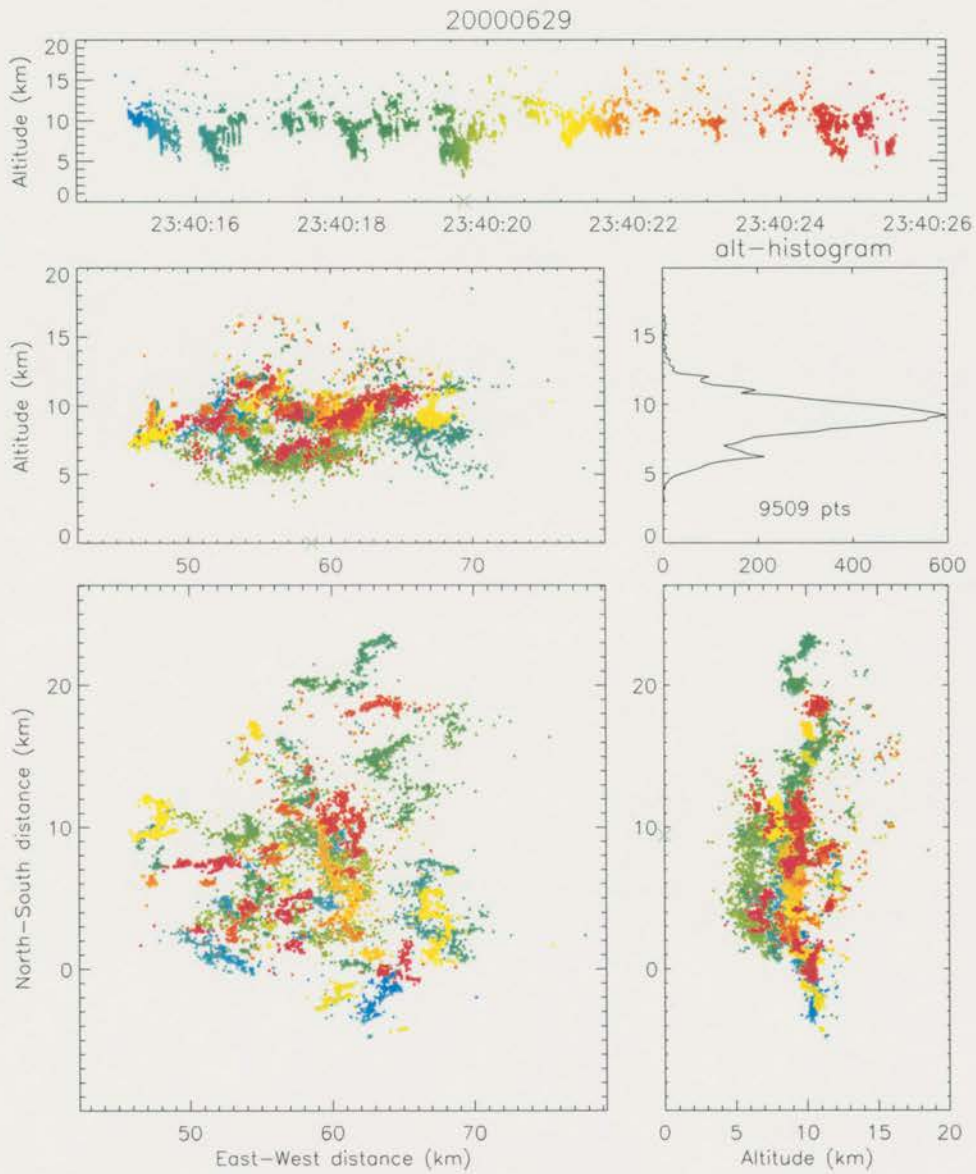 20000629
Altitude (km)
20
15
10
5
0
23:40:16 23:40:18 23:40:20 23:40:22 23:40:24 23:40:26
alt-histogram
Altitude (km)
20
15
10
5
0
50 60 70
15
10
5
0
9509 pts
0 200 400 600
North-South distance (km)
20
10
0
50 60 70
East-West distance (km)
20
10
0
0 5 10 15 20
Altitude (km)